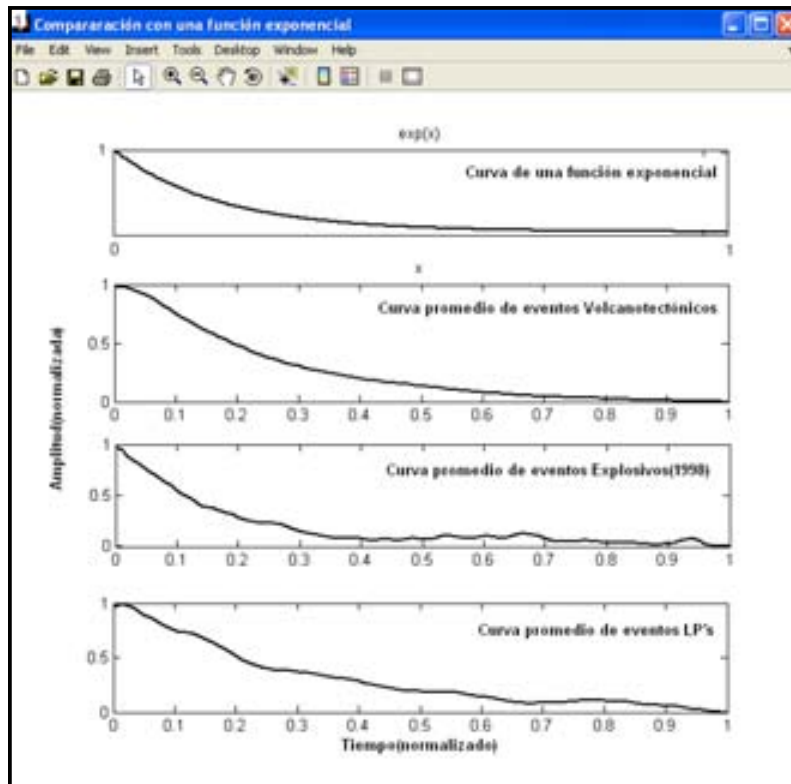 Compararación con una función exponencial
File Edit View Insert Tools Desktop Window Help
exp(x)
1
Curva de una función exponencial
0 1
x
1
Curva promedio de eventos Volcanotectónicos
0.5
0
0 0.1 0.2 0.3 0.4 0.5 0.6 0.7 0.8 0.9 1
Amplitud(normalizada)
1
Curva promedio de eventos Explosivos(1998)
0.5
0
0 0.1 0.2 0.3 0.4 0.5 0.6 0.7 0.8 0.9 1
1
Curva promedio de eventos LP's
0.5
0
0 0.1 0.2 0.3 0.4 0.5 0.6 0.7 0.8 0.9 1
Tiempo(normalizado)